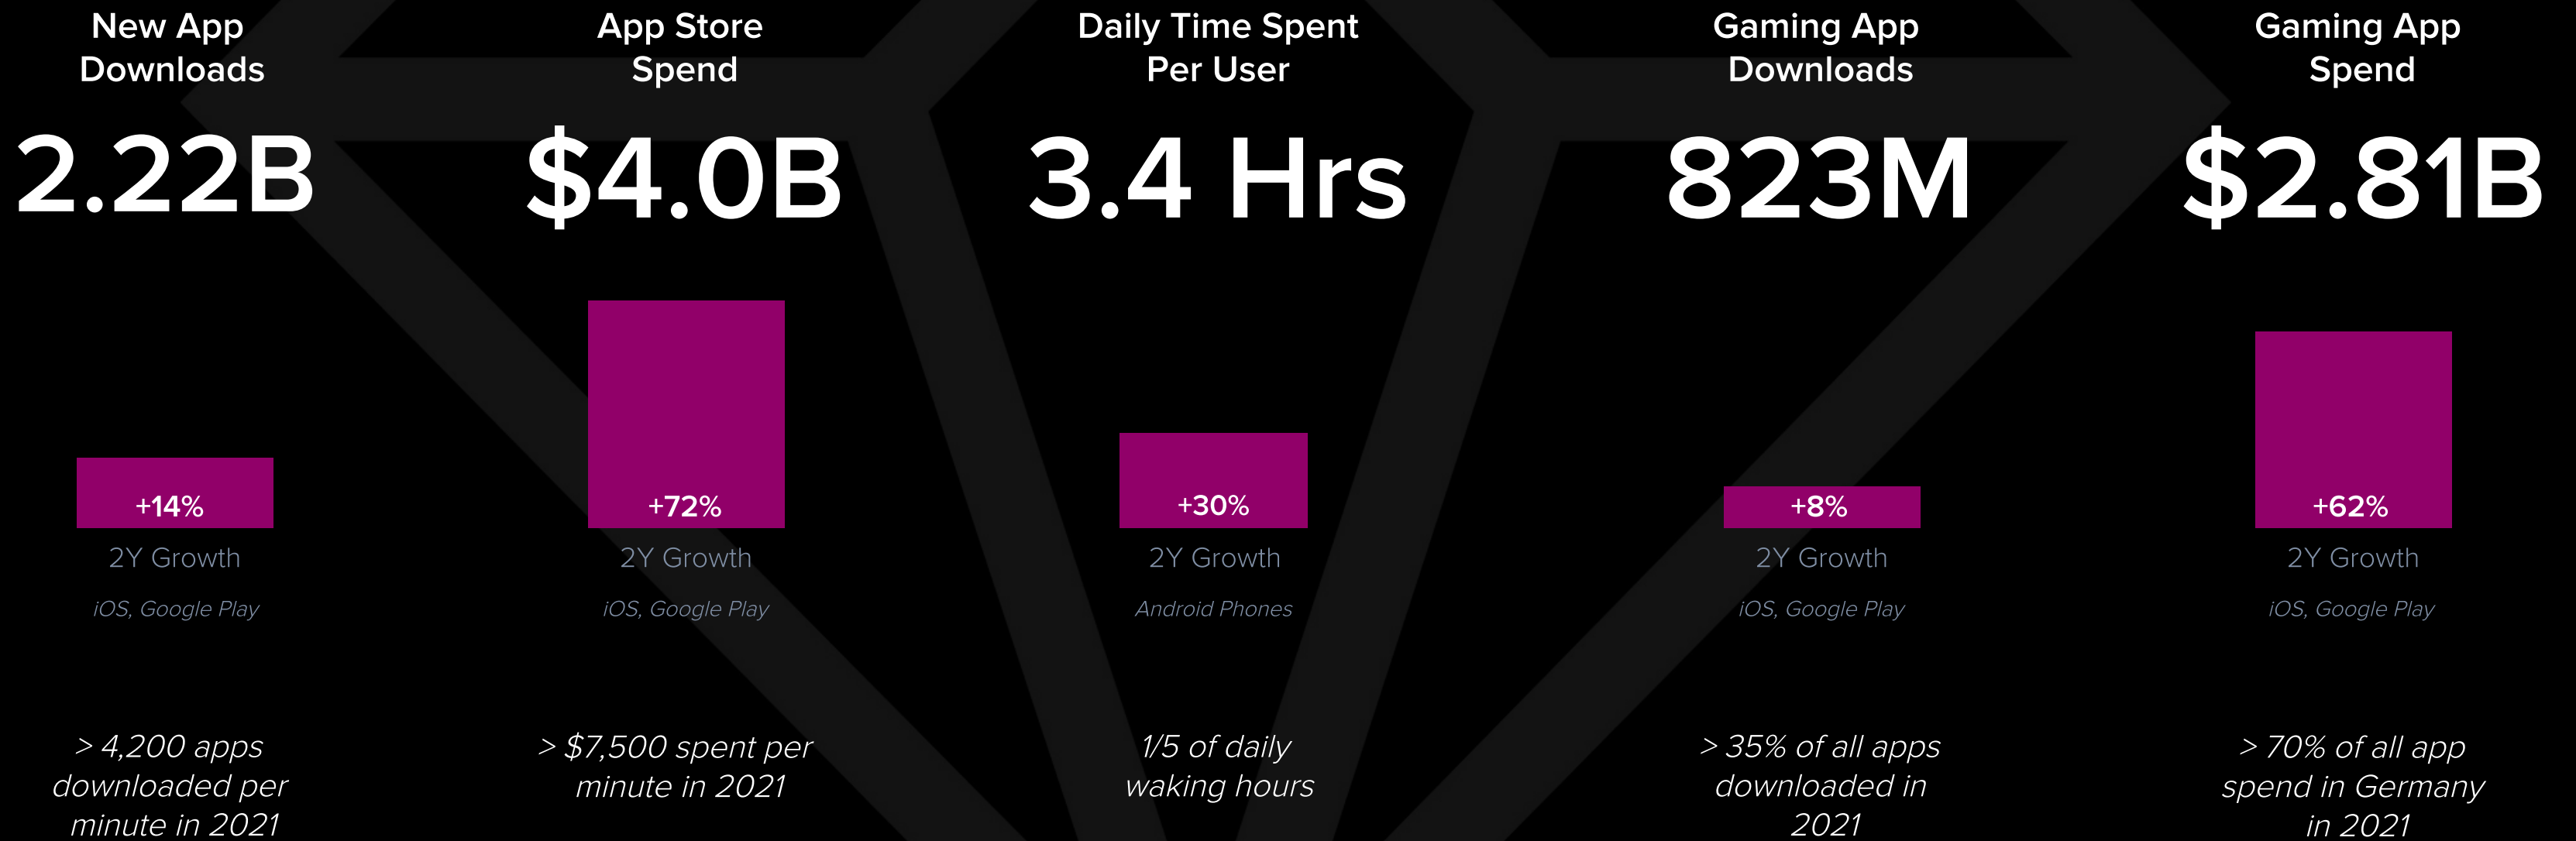 New App
Downloads
2.22B
+14%
2Y Growth
iOS, Google Play
> 4,200 apps
downloaded per
minute in 2021
App Store
Spend
$4.0B
+72%
2Y Growth
iOS, Google Play
> $7,500 spent per
minute in 2021
Daily Time Spent
Per User
3.4 Hrs
+30%
2Y Growth
Android Phones
1/5 of daily
waking hours
Gaming App
Downloads
823M
+8%
2Y Growth
iOS, Google Play
> 35% of all apps
downloaded in
2021
Gaming App
Spend
$2.81B
+62%
2Y Growth
iOS, Google Play
> 70% of all app
spend in Germany
in 2021